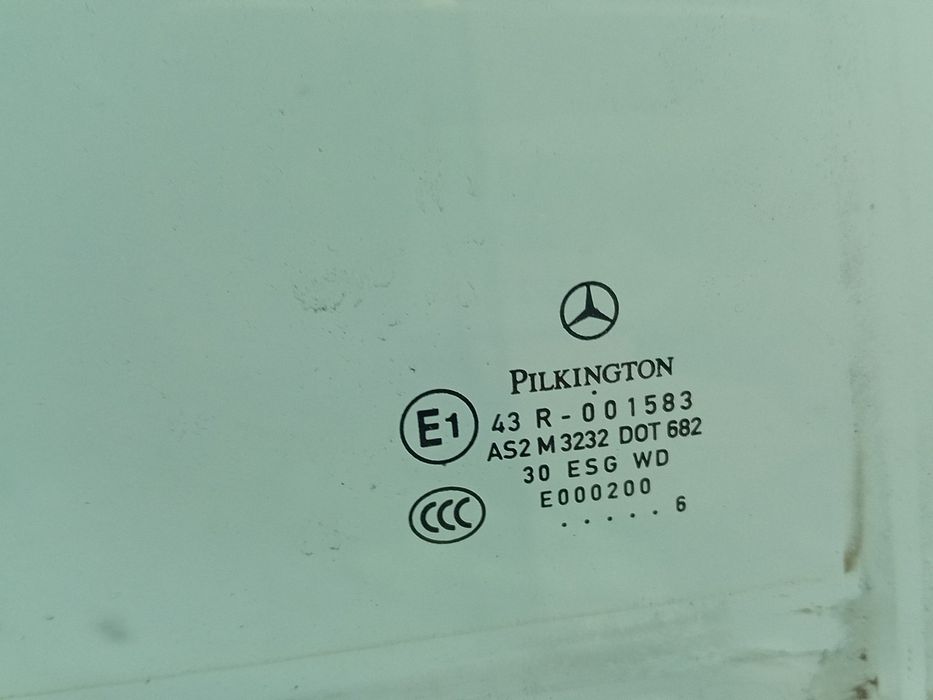 PILKINGTON
E1
43 R - 001583
AS2 M 3232 DOT 682
30 ESG WD
E000200
CCC
. . . . . 6